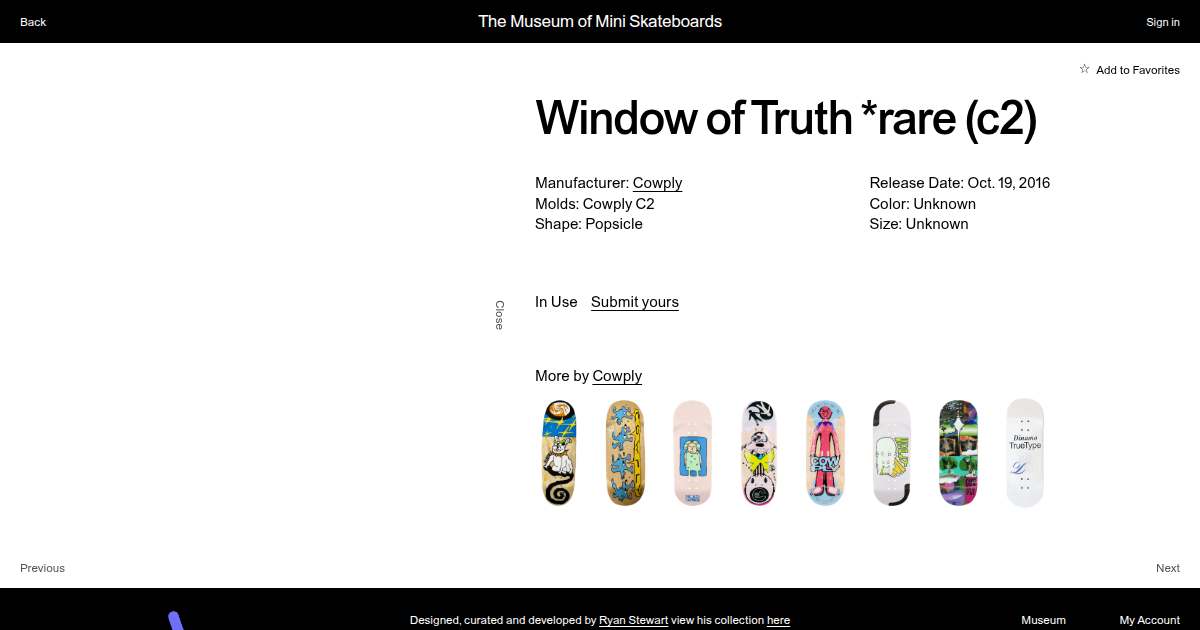 Back
The Museum of Mini Skateboards
Sign in
☆ Add to Favorites
Window of Truth *rare (c2)
Manufacturer: Cowply
Molds: Cowply C2
Shape: Popsicle
Release Date: Oct. 19, 2016
Color: Unknown
Size: Unknown
Close
In Use Submit yours
More by Cowply
Dinamo
TrueType
Previous
Next
Designed, curated and developed by Ryan Stewart view his collection here
Museum
My Account